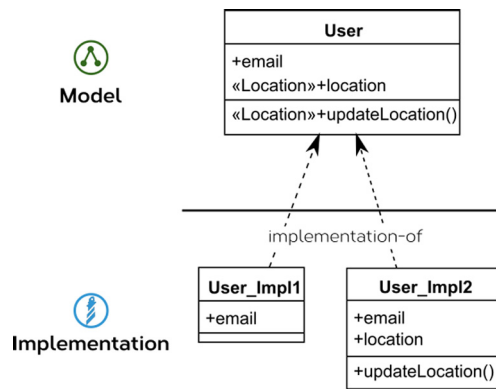 User
+email
«Location»+location
«Location»+updateLocation()
Model
implementation-of
User_Impl1
+email
User_Impl2
+email
+location
+updateLocation()
Implementation